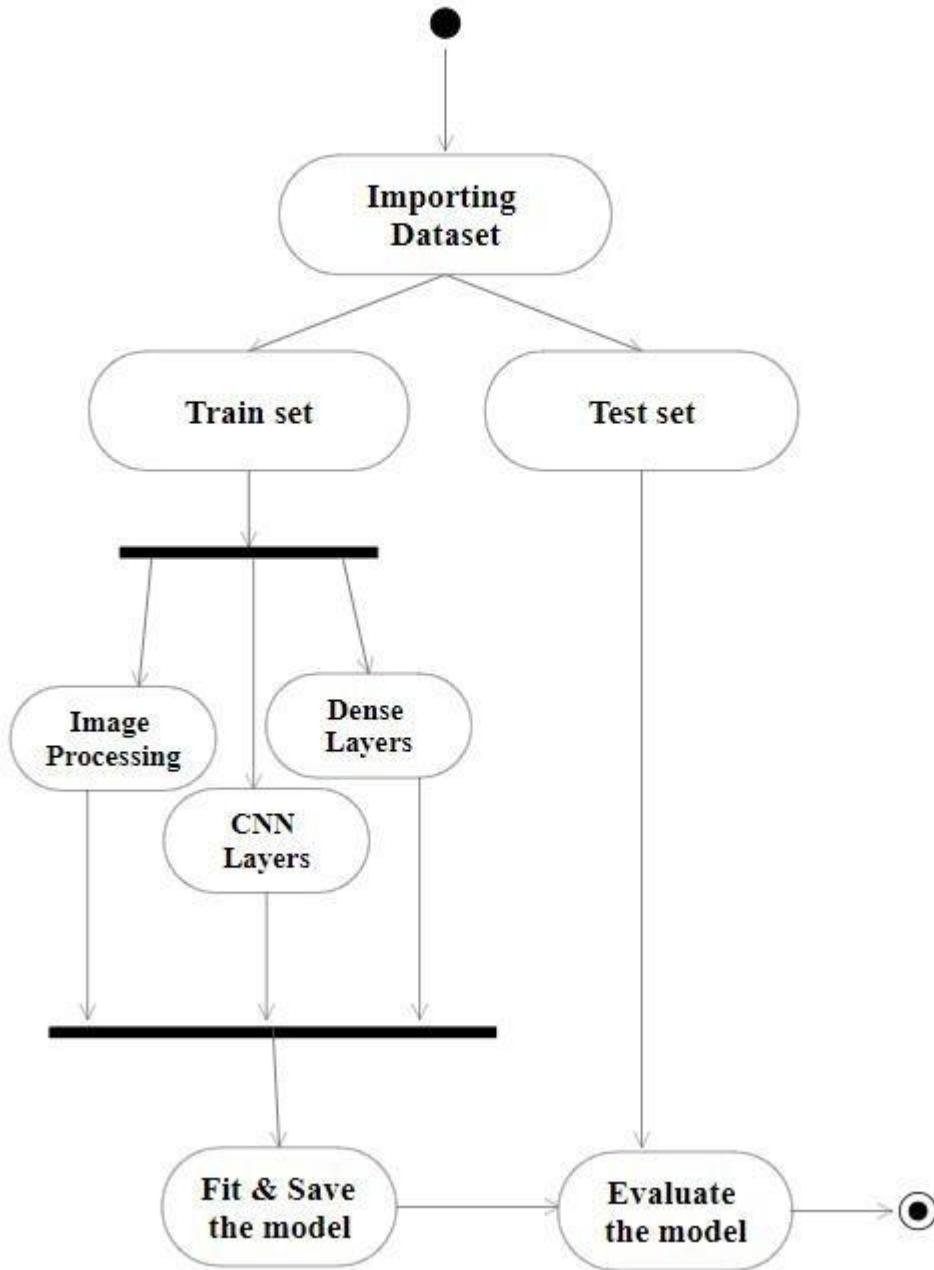 Importing
Dataset
Train set
Test set
Image
Processing
Dense
Layers
CNN
Layers
Fit & Save
the model
Evaluate
the model